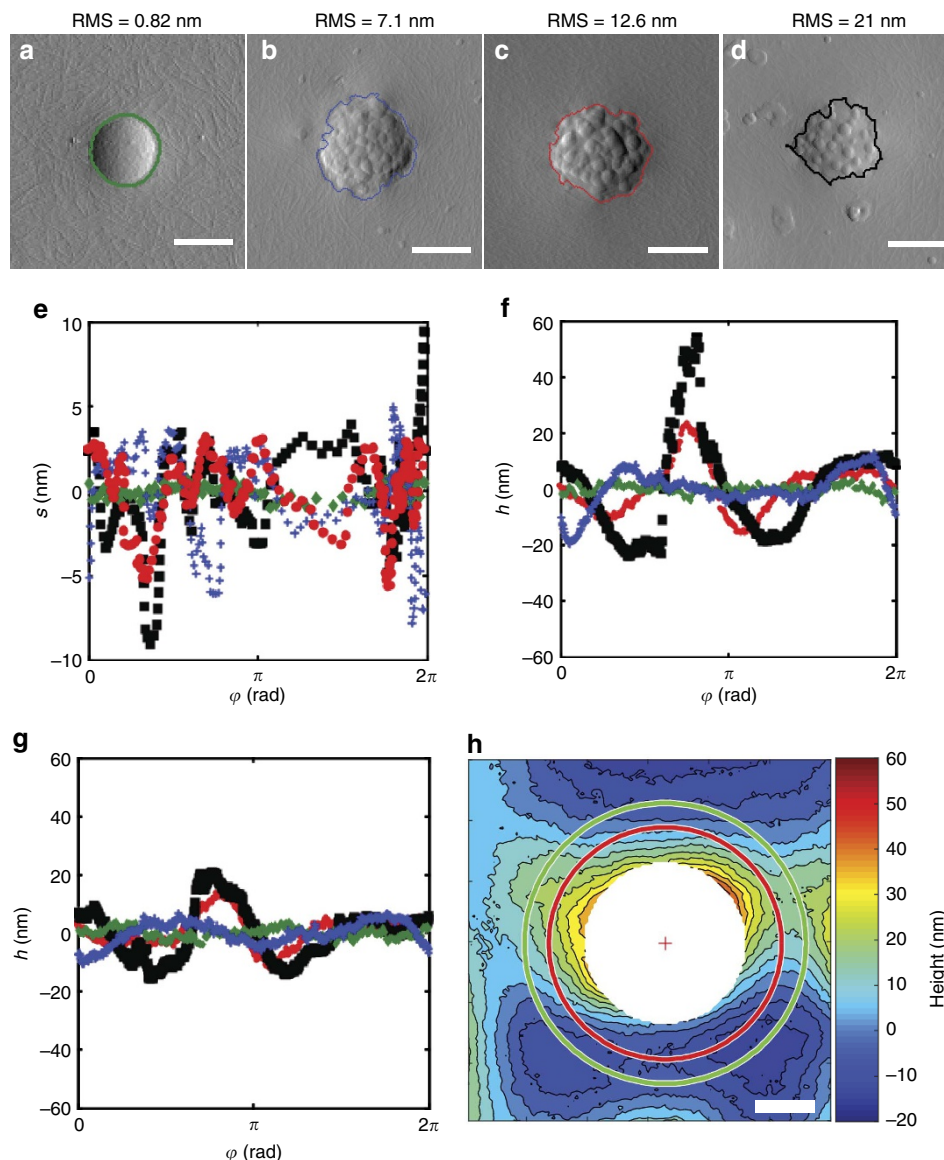 RMS = 0.82 nm
RMS = 7.1 nm
RMS = 12.6 nm
RMS = 21 nm
a
b
c
d
e
10
5
0
–5
–10
s (nm)
0
π
2π
φ (rad)
f
60
40
20
0
–20
–40
–60
h (nm)
0
π
2π
φ (rad)
g
60
40
20
0
–20
–40
–60
h (nm)
0
π
2π
φ (rad)
h
60
50
40
30
20
10
0
–10
–20
Height (nm)